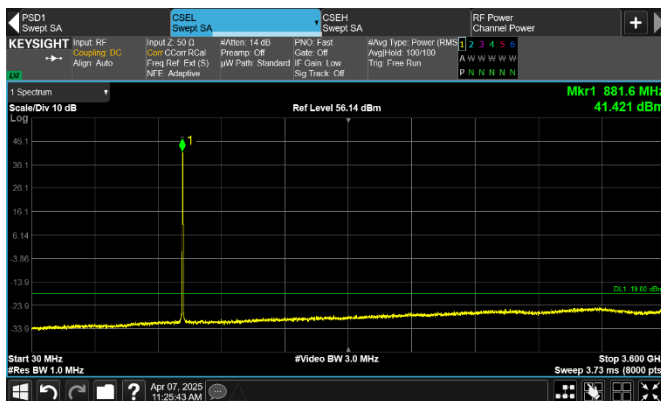 PSD1
Swept SA
CSEL
Swept SA
CSEH
Swept SA
RF Power
Channel Power
+
KEYSIGHT
Input: RF
Coupling: DC
Align: Auto
Input Z: 50 Ω
Corr CCorr RCal
Freq Ref: Ext (S)
NFE: Adaptive
#Atten: 14 dB
Preamp: Off
µW Path: Standard
PNO: Fast
Gate: Off
IF Gain: Low
Sig Track: Off
#Avg Type: Power (RMS
Avg|Hold: 100/100
Trig: Free Run
1 2 3 4 5 6
A W W W W W
P N N N N N
1 Spectrum
Scale/Div 10 dB
Log
Ref Level 56.14 dBm
Mkr1 881.6 MHz
41.421 dBm
1
46.1
36.1
26.1
16.1
6.14
-3.86
-13.9
-23.9
-33.9
Start 30 MHz
#Res BW 1.0 MHz
#Video BW 3.0 MHz
Stop 3.600 GH
Sweep 3.73 ms (8000 pts
?
Apr 07, 2025
11:25:43 AM